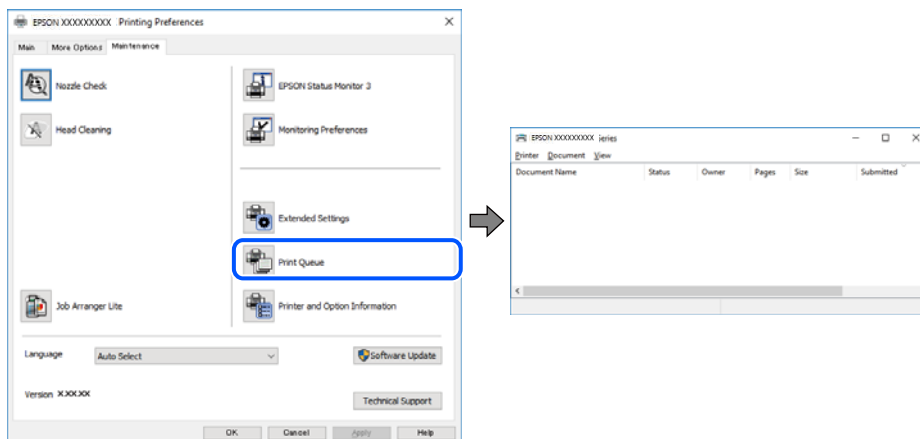 EPSON XXXXXXXXX Printing Preferences
Main More Options Maintenance
Nozzle Check
EPSON Status Monitor 3
Head Cleaning
Monitoring Preferences
Extended Settings
Print Queue
Job Arranger Lite
Printer and Option Information
Language Auto Select
Software Update
Version X.XX.XX
Technical Support
OK Cancel Apply Help
EPSON XXXXXXXXX ieries
Printer Document View
Document Name Status Owner Pages Size Submitted